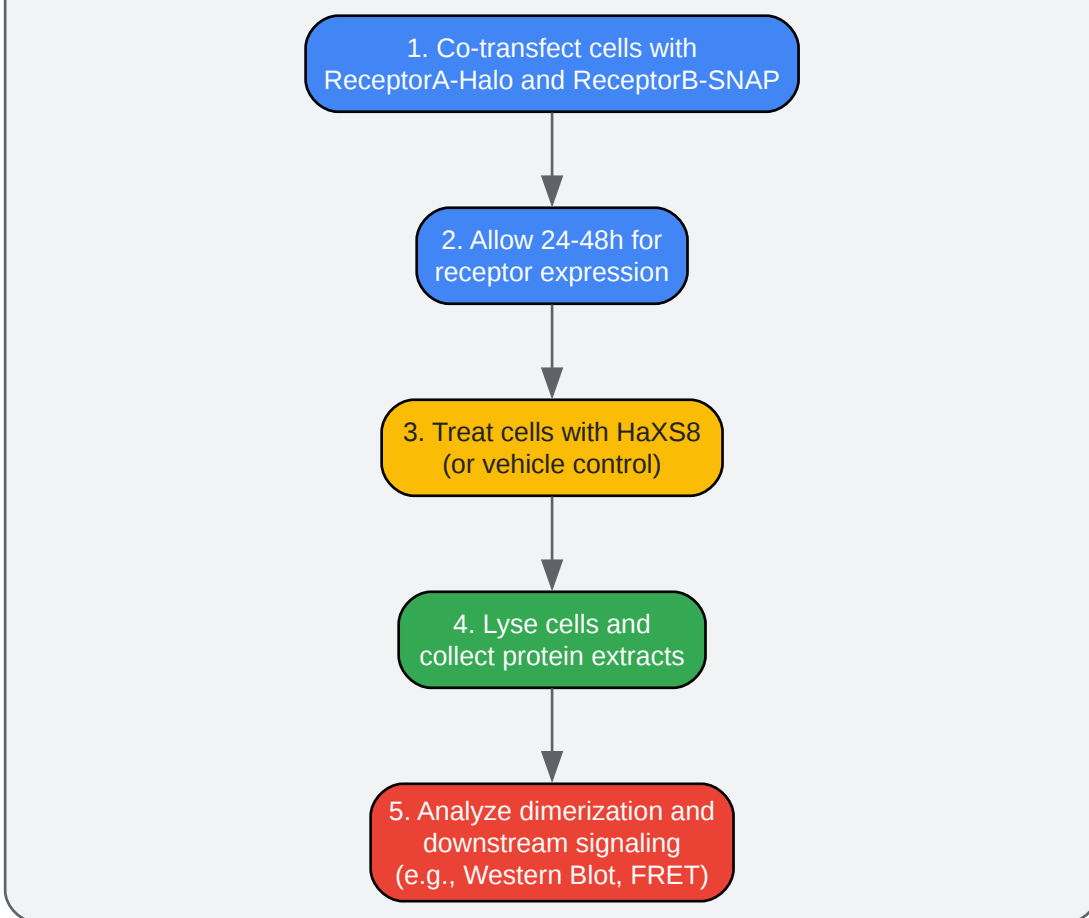 1. Co-transfect cells with
ReceptorA-Halo and ReceptorB-SNAP
2. Allow 24-48h for
receptor expression
3. Treat cells with HaXS8
(or vehicle control)
4. Lyse cells and
collect protein extracts
5. Analyze dimerization and
downstream signaling
(e.g., Western Blot, FRET)